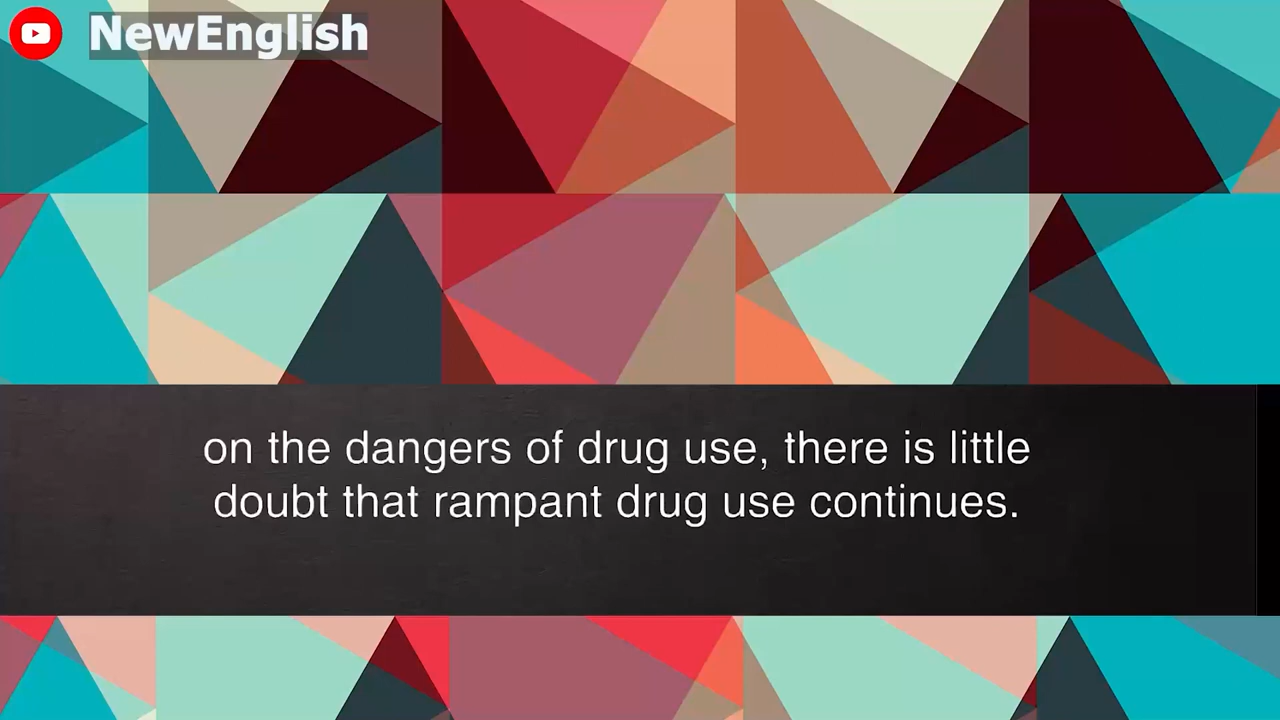 NewEnglish
on the dangers of drug use, there is little
doubt that rampant drug use continues.